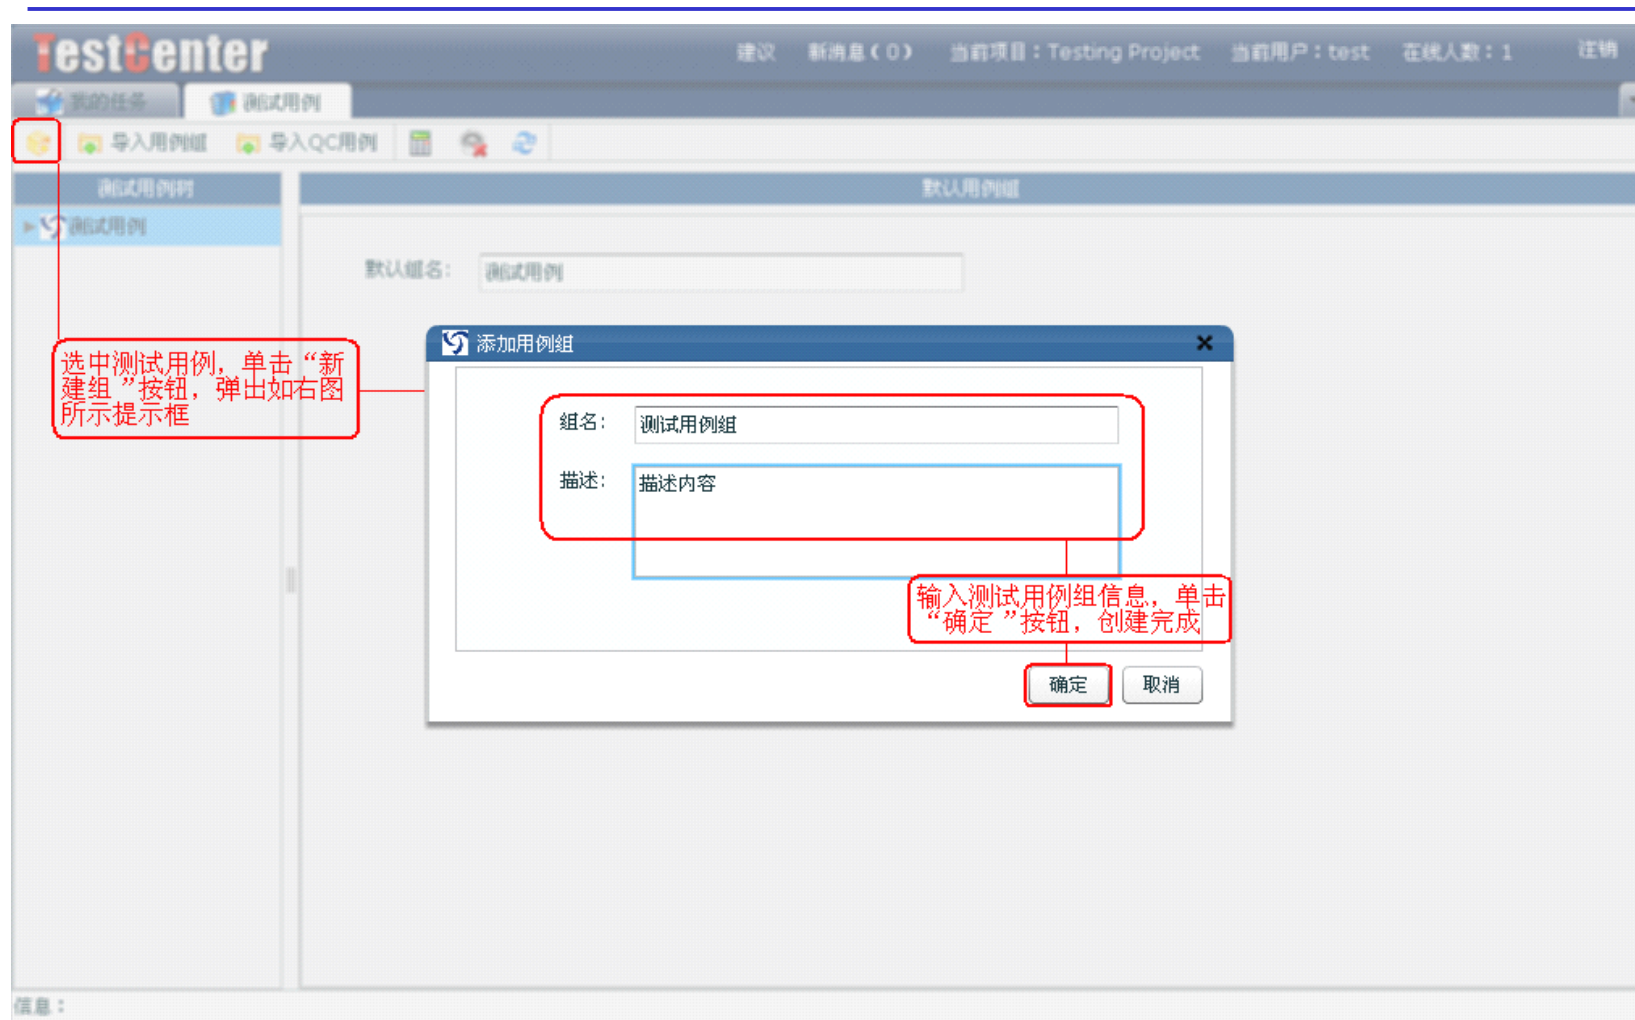 TestCenter
建议 新消息(0) 当前项目:Testing Project 当前用户:test 在线人数:1 注销
我的任务 测试用例
导入用例组 导入QC用例
测试用例树 默认用例组
测试用例
默认组名: 测试用例
添加用例组
选中测试用例,单击“新
建组”按钮,弹出如右图
所示提示框
组名: 测试用例组
描述: 描述内容
输入测试用例组信息,单击
“确定”按钮,创建完成
确定 取消
信息: